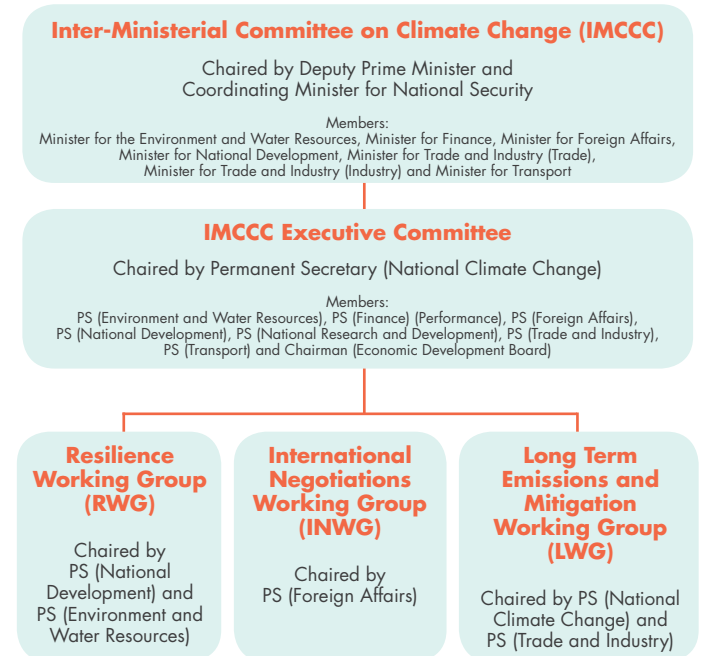 Inter-Ministerial Committee on Climate Change (IMCCC)
Chaired by Deputy Prime Minister and
Coordinating Minister for National Security
Members:
Minister for the Environment and Water Resources, Minister for Finance, Minister for Foreign Affairs,
Minister for National Development, Minister for Trade and Industry (Trade),
Minister for Trade and Industry (Industry) and Minister for Transport
IMCCC Executive Committee
Chaired by Permanent Secretary (National Climate Change)
Members:
PS (Environment and Water Resources), PS (Finance) (Performance), PS (Foreign Affairs),
PS (National Development), PS (National Research and Development), PS (Trade and Industry),
PS (Transport) and Chairman (Economic Development Board)
Resilience
Working Group
(RWG)
Chaired by
PS (National
Development) and
PS (Environment and
Water Resources)
International
Negotiations
Working Group
(INWG)
Chaired by
PS (Foreign Affairs)
Long Term
Emissions and
Mitigation
Working Group
(LWG)
Chaired by PS (National
Climate Change) and
PS (Trade and Industry)